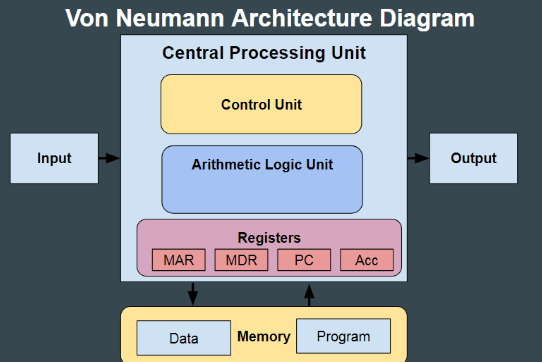 Von Neumann Architecture Diagram
Central Processing Unit
Control Unit
Input
Arithmetic Logic Unit
Output
Registers
MAR MDR PC Acc
Data Memory Program